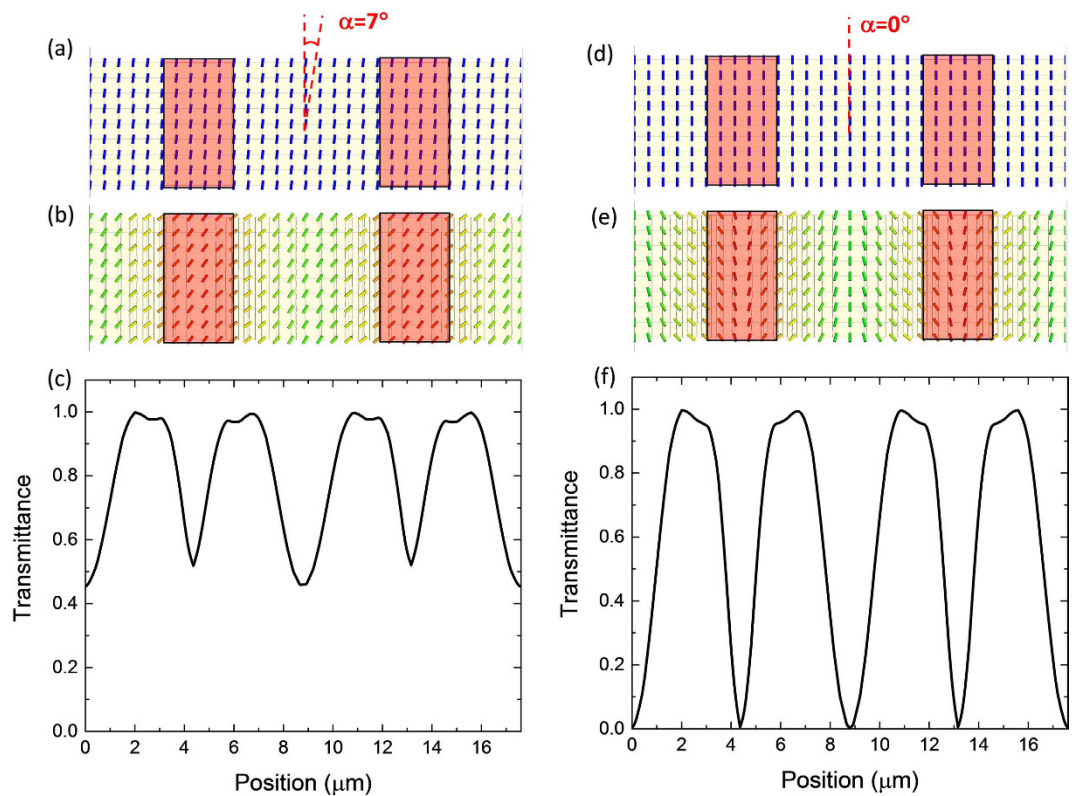 (a)
α=7°
(b)
(c)
Transmittance
1.0
0.8
0.6
0.4
0.2
0.0
0 2 4 6 8 10 12 14 16
Position (μm)
(d)
α=0°
(e)
(f)
Transmittance
1.0
0.8
0.6
0.4
0.2
0.0
0 2 4 6 8 10 12 14 16
Position (μm)